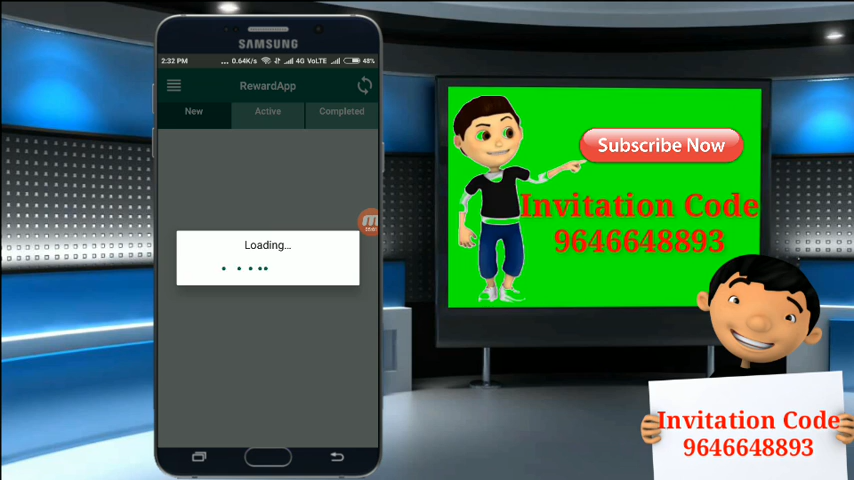 SAMSUNG
2:32 PM ... 0.64K/s 4G VoLTE 48%
RewardApp
New Active Completed
Loading...
Subscribe Now
Invitation Code
9646648893
Invitation Code
9646648893